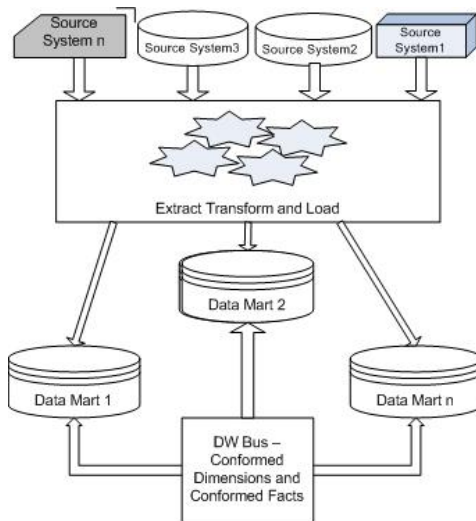 Source
System n
Source System3
Source System2
Source
System1
Extract Transform and Load
Data Mart 2
Data Mart 1
Data Mart n
DW Bus –
Conformed
Dimensions and
Conformed Facts